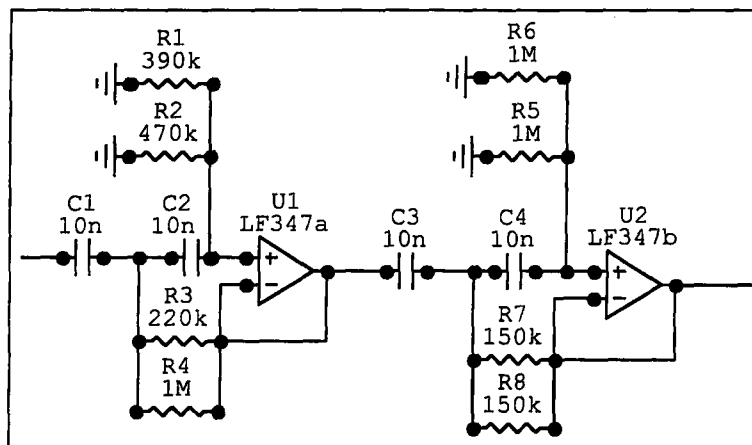 R1
390k
R2
470k
R6
1M
R5
1M
C1
10n
C2
10n
U1
LF347a
C3
10n
C4
10n
U2
LF347b
+
−
+
−
R3
220k
R4
1M
R7
150k
R8
150k